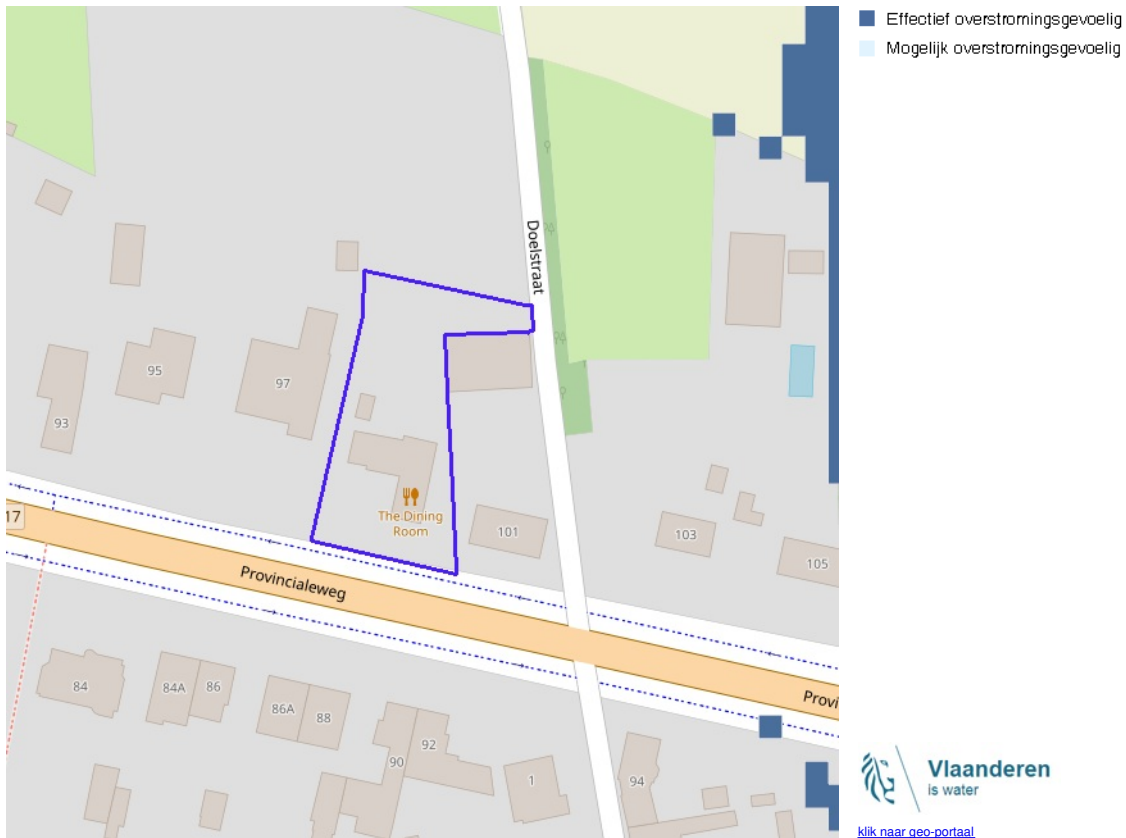 Effectief overstromingsgevoelig
Mogelijk overstromingsgevoelig
Doelstraat
95
97
93
The Dining
Room
101
103
105
17
Provincialeweg
Provi
84
84A
86
86A
88
90
92
1
94
Vlaanderen
is water
klik naar geo-portaal